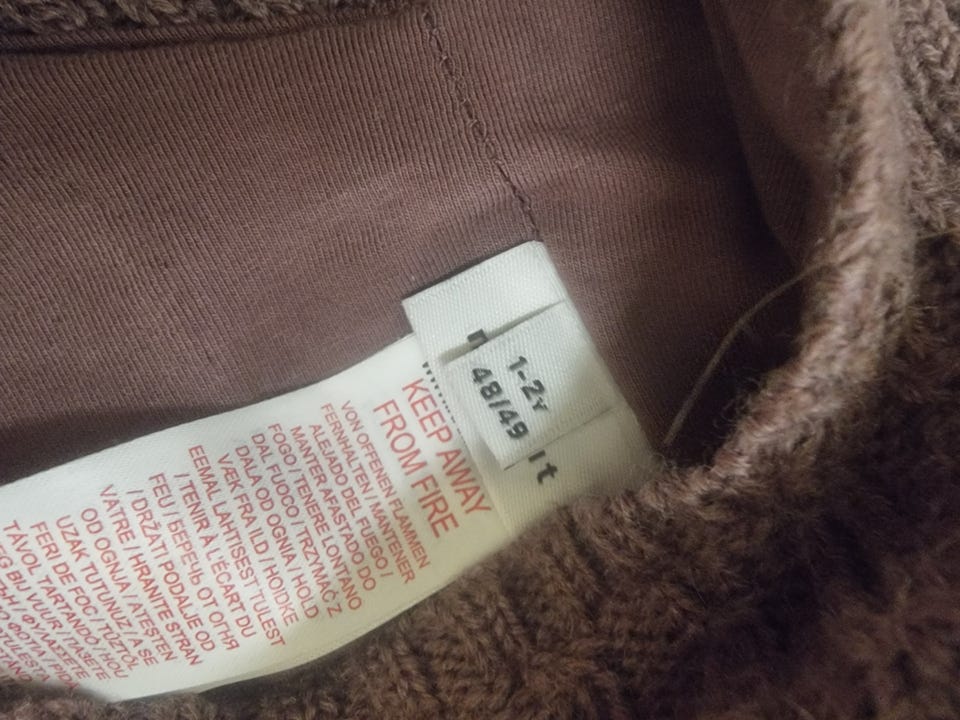 1-2Y
48/49
rt
KEEP AWAY
FROM FIRE
VON OFFENEN FLAMMEN
FERNHALTEN / MANTENER
ALEJADO DEL FUEGO /
MANTER AFASTADO DO
FOGO / TENERE LONTANO
DAL FUOCO / TRZYMAĆ Z
DALA OD OGNIA / HOLD
VÆK FRA ILD / HOIDKE
EEMAL LAHTISEST TULEST
/ TENIR À L'ÉCART DU
FEU / БЕРЕЧЬ ОТ ОГНЯ
/ DRŽATI PODALJE OD
VATRE / HRANITE STRAN
OD OGNJA / ATEŞTEN
UZAK TUTUNUZ / A SE
FERI DE FOC / TŰZTŐL
TÁVOL TARTANDÓ / HOU